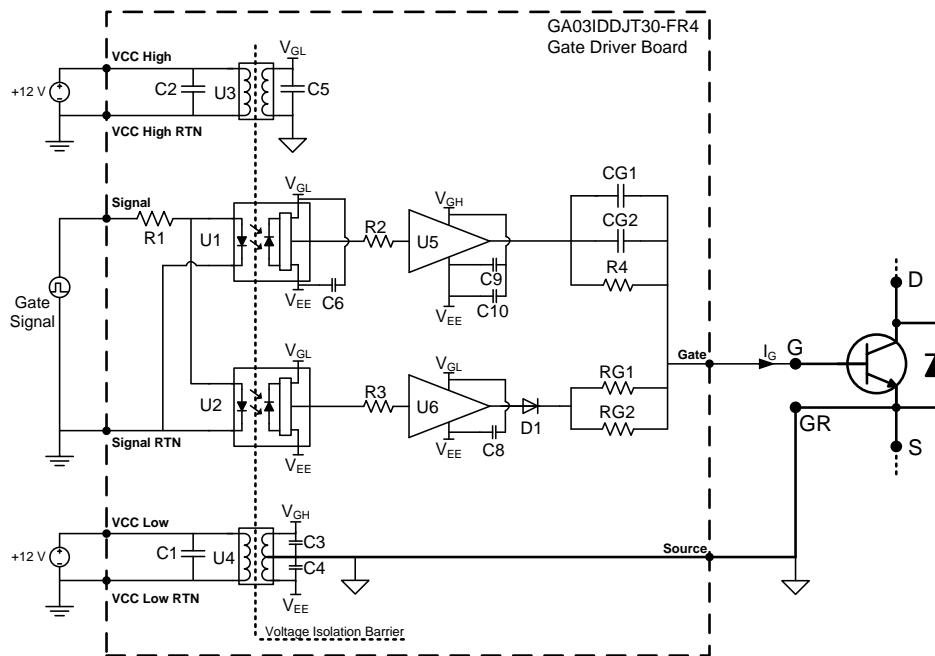 GA03IDDJT30-FR4
Gate Driver Board
VCC High
VGL
+12 V
C2
U3
C5
VCC High RTN
Signal
R1
U1
VGL
VEE
C6
R2
VGH
U5
C9
C10
VEE
CG1
CG2
R4
Gate
Signal
D
Gate
IG
G
GR
S
U2
VGL
VEE
R3
VGL
U6
VEE
C8
D1
RG1
RG2
Signal RTN
VCC Low
VGH
+12 V
C1
U4
C3
C4
VEE
Source
VCC Low RTN
Voltage Isolation Barrier